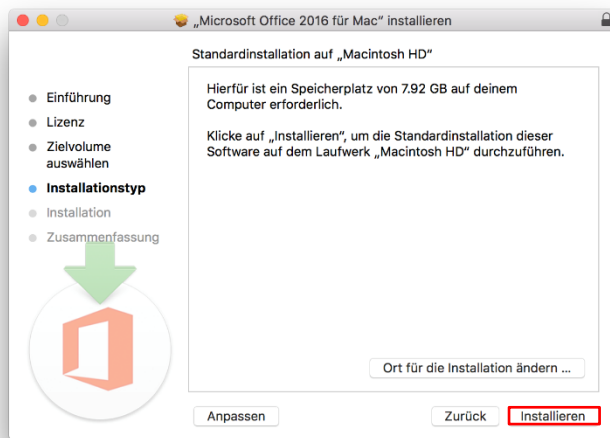 „Microsoft Office 2016 für Mac“ installieren
Standardinstallation auf „Macintosh HD“
Einführung
Lizenz
Zielvolume
auswählen
Installationstyp
Installation
Zusammenfassung
Hierfür ist ein Speicherplatz von 7.92 GB auf deinem
Computer erforderlich.
Klicke auf „Installieren“, um die Standardinstallation dieser
Software auf dem Laufwerk „Macintosh HD“ durchzuführen.
Ort für die Installation ändern ...
Anpassen
Zurück
Installieren